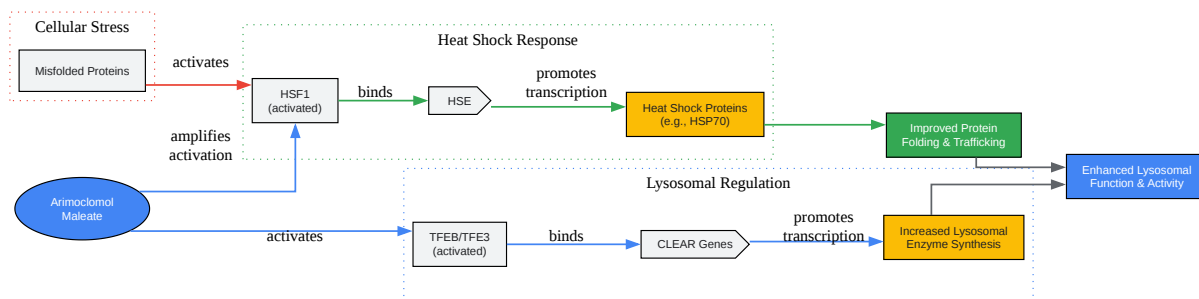 Cellular Stress
Misfolded Proteins
activates
Heat Shock Response
HSF1
(activated)
binds
HSE
promotes
transcription
Heat Shock Proteins
(e.g., HSP70)
Improved Protein
Folding & Trafficking
Enhanced Lysosomal
Function & Activity
amplifies
activation
Arimoclomol
Maleate
activates
Lysosomal Regulation
TFEB/TFE3
(activated)
binds
CLEAR Genes
promotes
transcription
Increased Lysosomal
Enzyme Synthesis